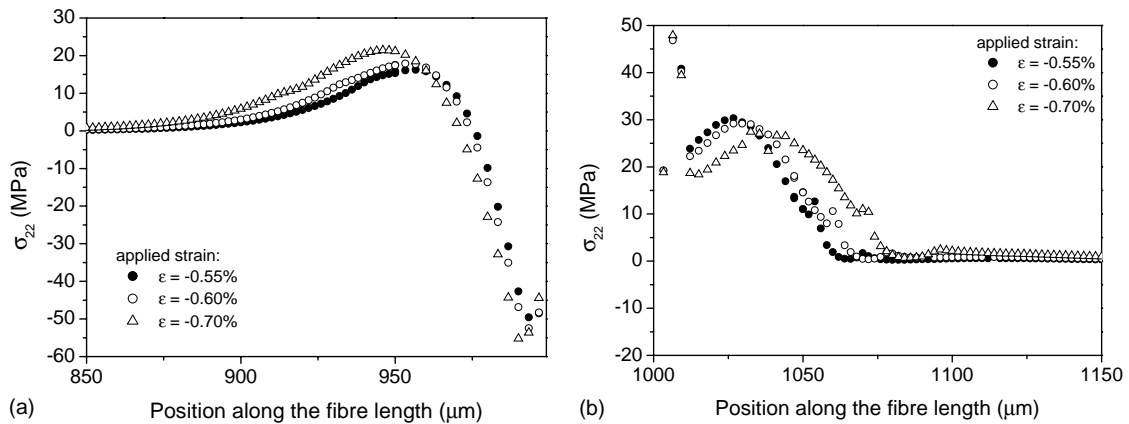 30
20
10
0
-10
-20
-30
-40
-50
-60
σ22 (MPa)
applied strain:
ε = -0.55%
ε = -0.60%
ε = -0.70%
850
900
950
(a)
Position along the fibre length (μm)
50
40
30
20
10
0
-10
-20
σ22 (MPa)
applied strain:
ε = -0.55%
ε = -0.60%
ε = -0.70%
1000
1050
1100
1150
(b)
Position along the fibre length (μm)